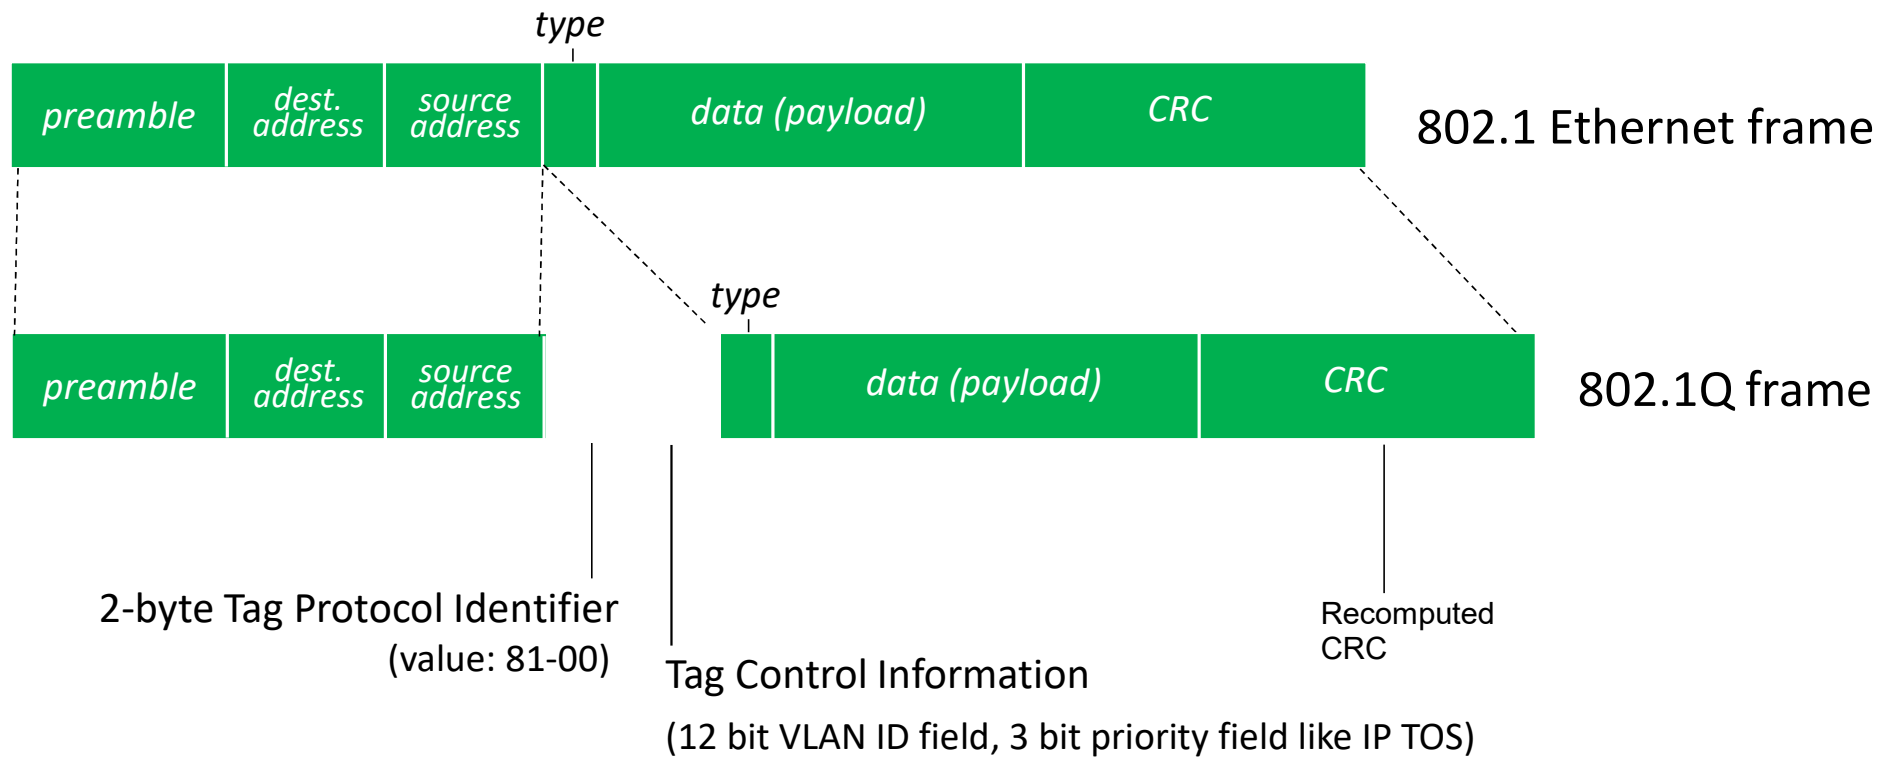 type
preamble
dest.
address
source
address
data (payload)
CRC
802.1 Ethernet frame
type
preamble
dest.
address
source
address
data (payload)
CRC
802.1Q frame
2-byte Tag Protocol Identifier
(value: 81-00)
Tag Control Information
(12 bit VLAN ID field, 3 bit priority field like IP TOS)
Recomputed
CRC